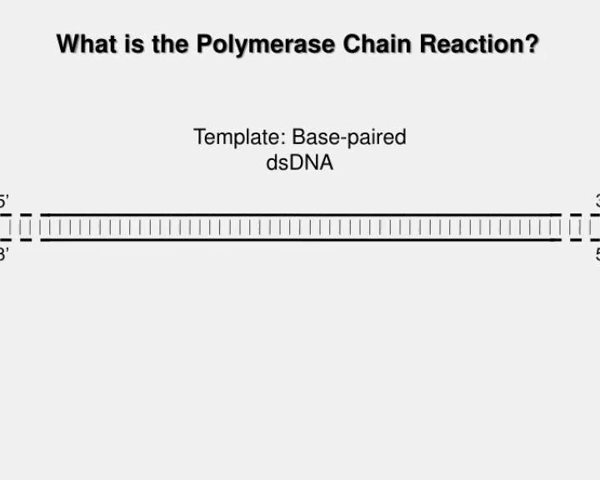 What is the Polymerase Chain Reaction?
Template: Base-paired
dsDNA
5’ 3
3’ 5